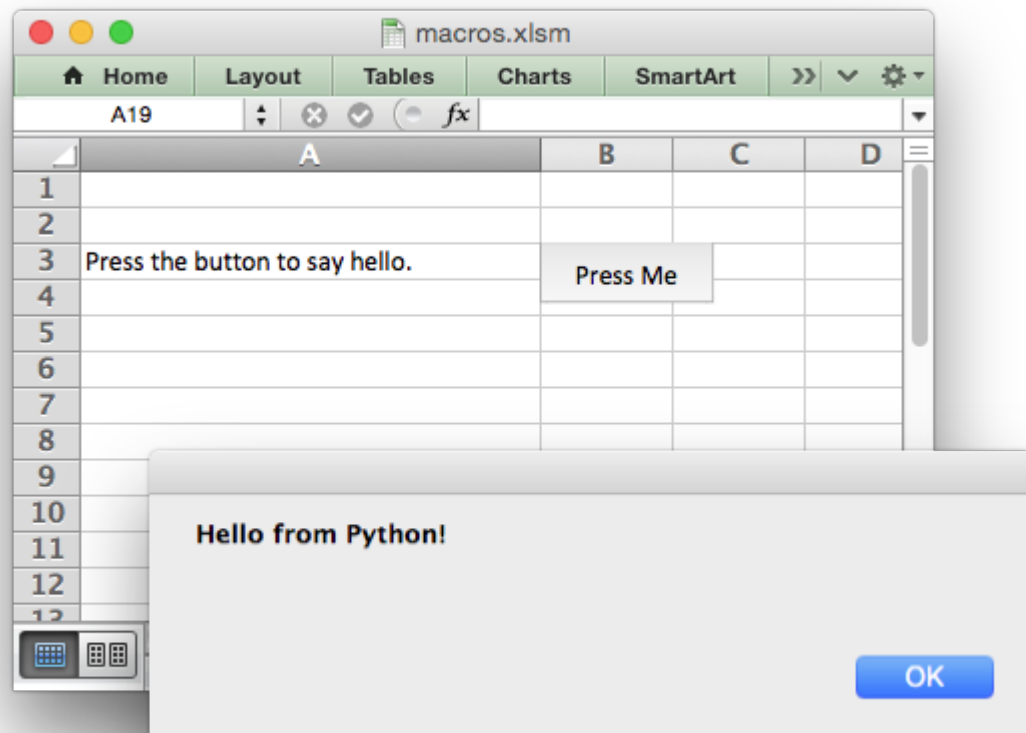 macros.xlsm
Home Layout Tables Charts SmartArt
A19 fx
A B C D
1
2
3 Press the button to say hello. Press Me
4
5
6
7
8
9
10
11
12
13
Hello from Python!
OK